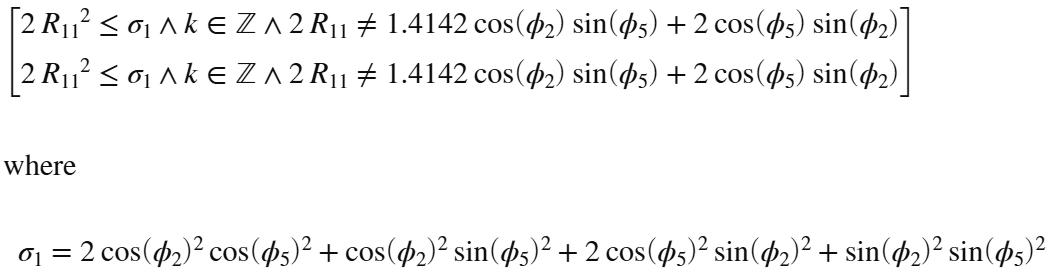 [2 R₁₁² ≤ σ₁ ∧ k ∈ ℤ ∧ 2 R₁₁ ≠ 1.4142 cos(ϕ₂) sin(ϕ₅) + 2 cos(ϕ₅) sin(ϕ₂)]
[2 R₁₁² ≤ σ₁ ∧ k ∈ ℤ ∧ 2 R₁₁ ≠ 1.4142 cos(ϕ₂) sin(ϕ₅) + 2 cos(ϕ₅) sin(ϕ₂)]
where
σ₁ = 2 cos(ϕ₂)² cos(ϕ₅)² + cos(ϕ₂)² sin(ϕ₅)² + 2 cos(ϕ₅)² sin(ϕ₂)² + sin(ϕ₂)² sin(ϕ₅)²